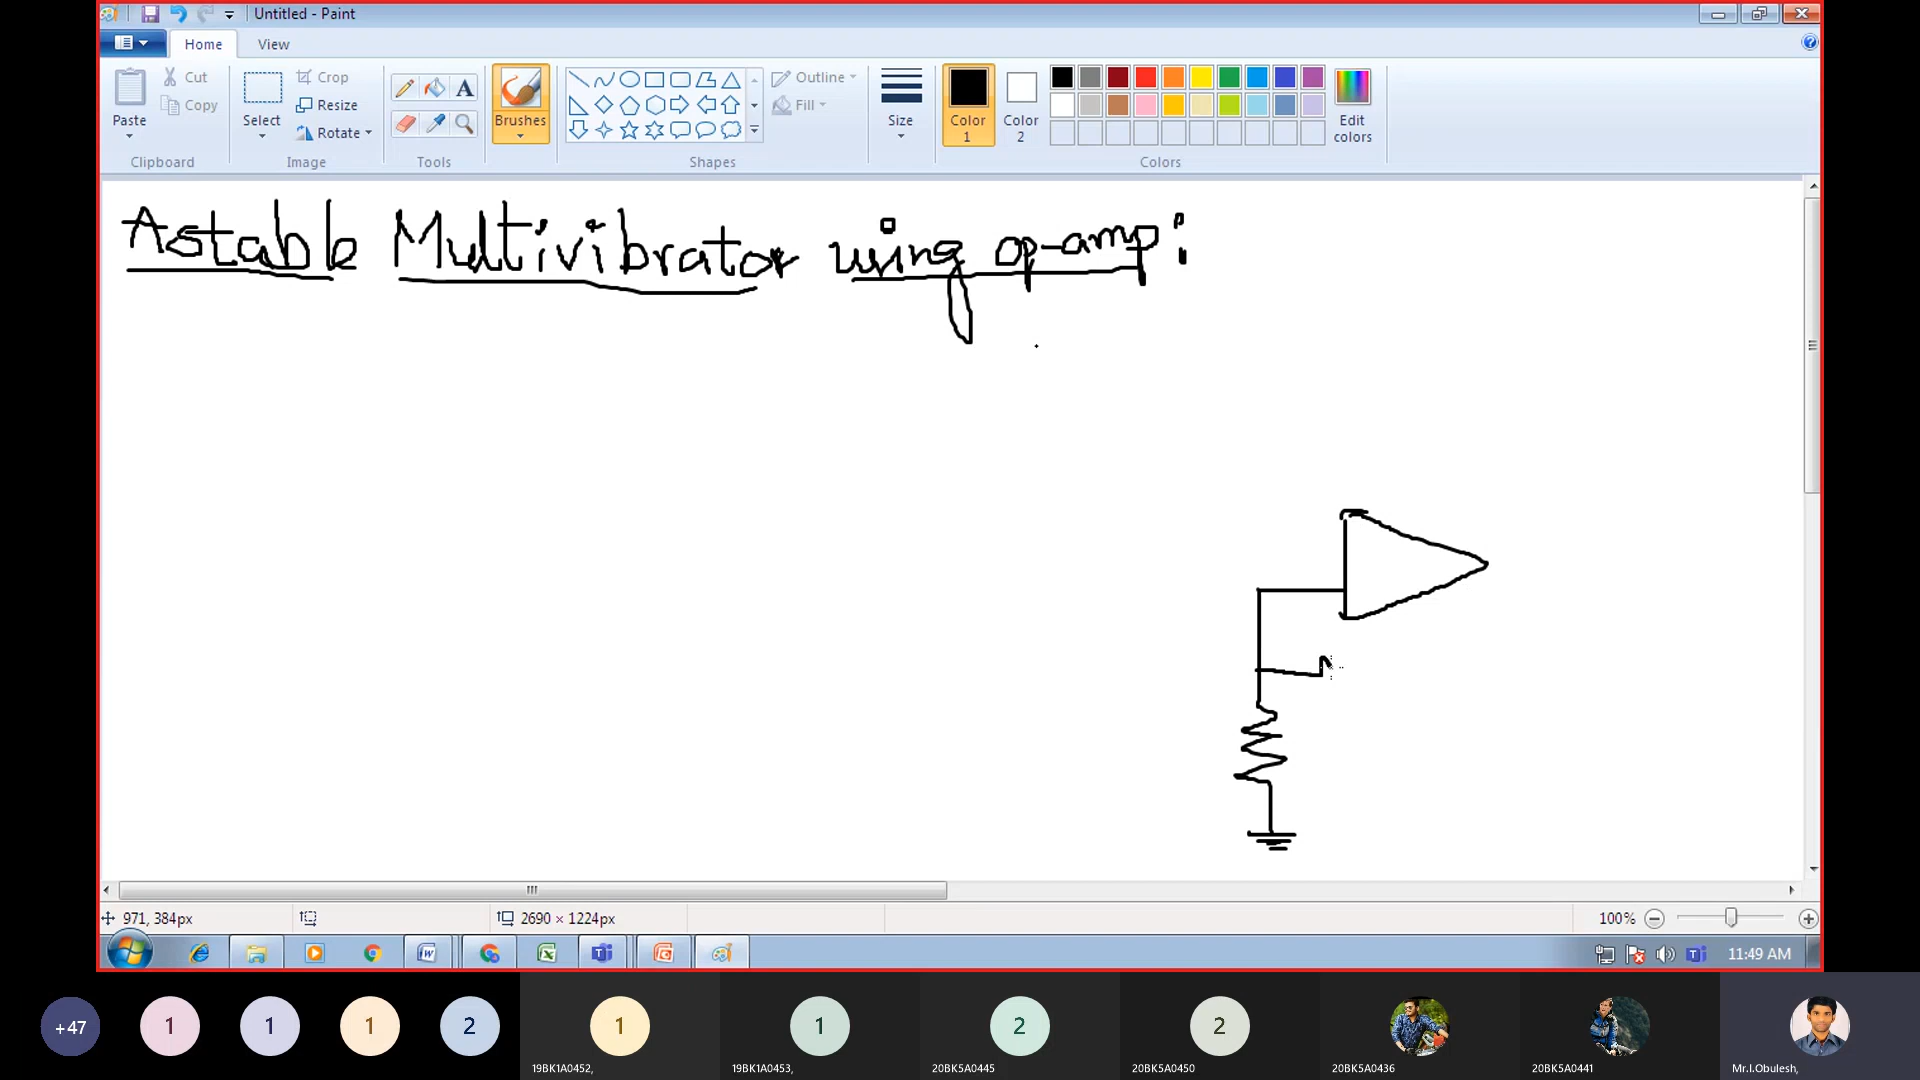 Untitled - Paint
Home View
Paste
Cut
Copy
Clipboard
Select
Crop
Resize
Rotate
Image
Tools
Brushes
Shapes
Outline
Fill
Size
Color 1
Color 2
Edit colors
Colors
Astable Multivibrator using op-amp:
971, 384px
2690 × 1224px
100%
11:49 AM
+47 1 1 1 2 1 1 2 2
19BK1A0452, 19BK1A0453, 20BK5A0445 20BK5A0450 20BK5A0436 20BK5A0441 Mr.I.Obulesh,